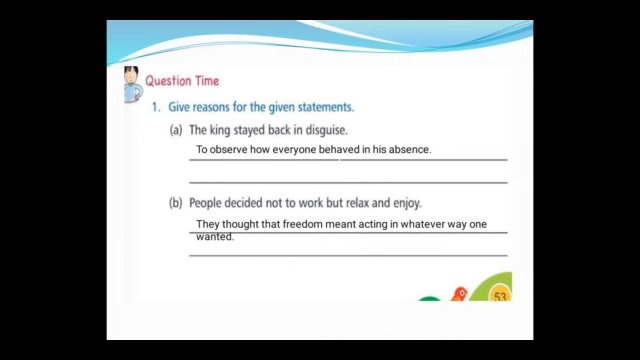 Question Time
1. Give reasons for the given statements.
(a) The king stayed back in disguise.
To observe how everyone behaved in his absence.
(b) People decided not to work but relax and enjoy.
They thought that freedom meant acting in whatever way one
wanted.
53